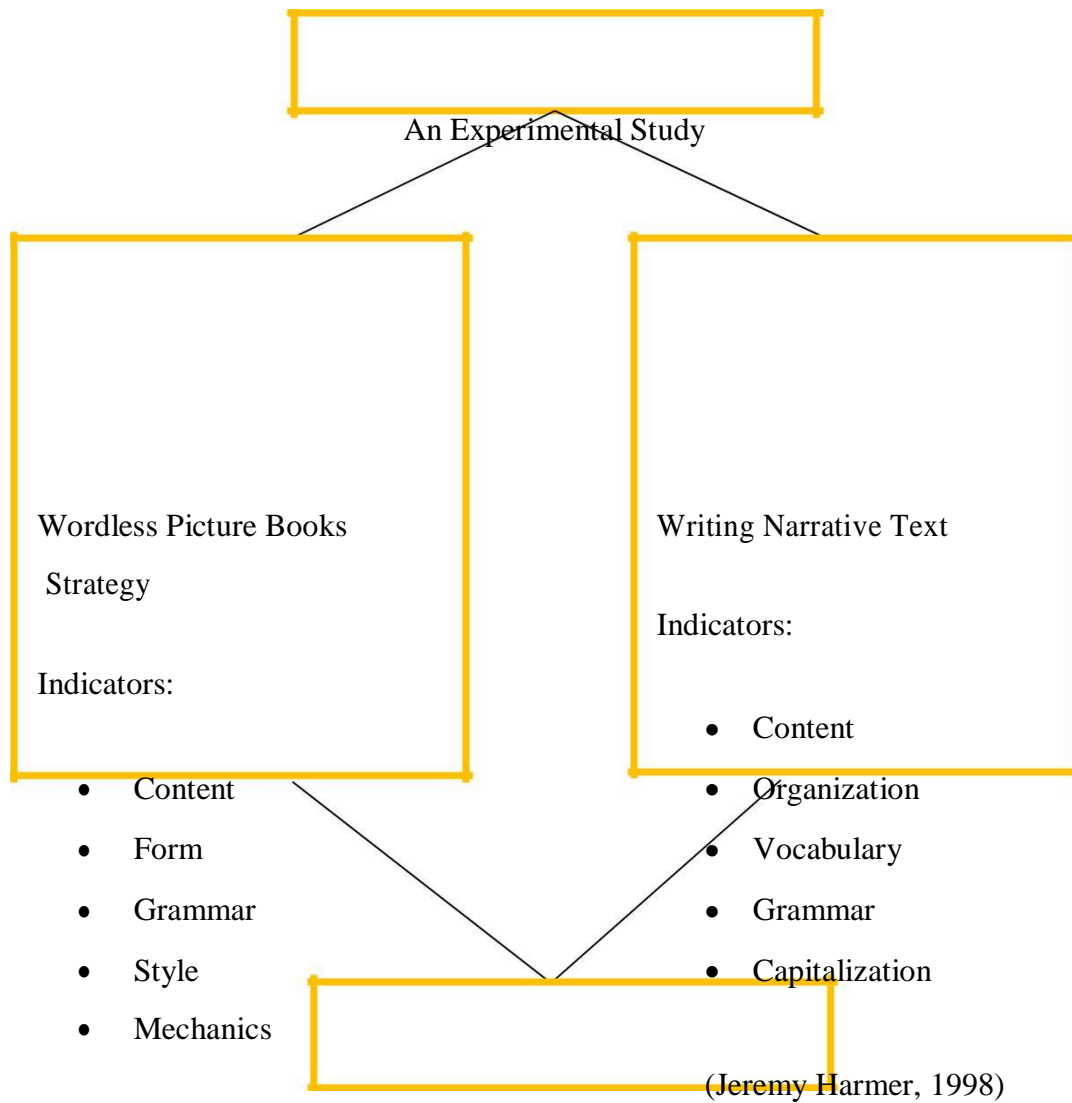 An Experimental Study
Wordless Picture Books
Strategy
Indicators:
• Content
• Form
• Grammar
• Style
• Mechanics
Writing Narrative Text
Indicators:
• Content
• Organization
• Vocabulary
• Grammar
• Capitalization
(Jeremy Harmer, 1998)